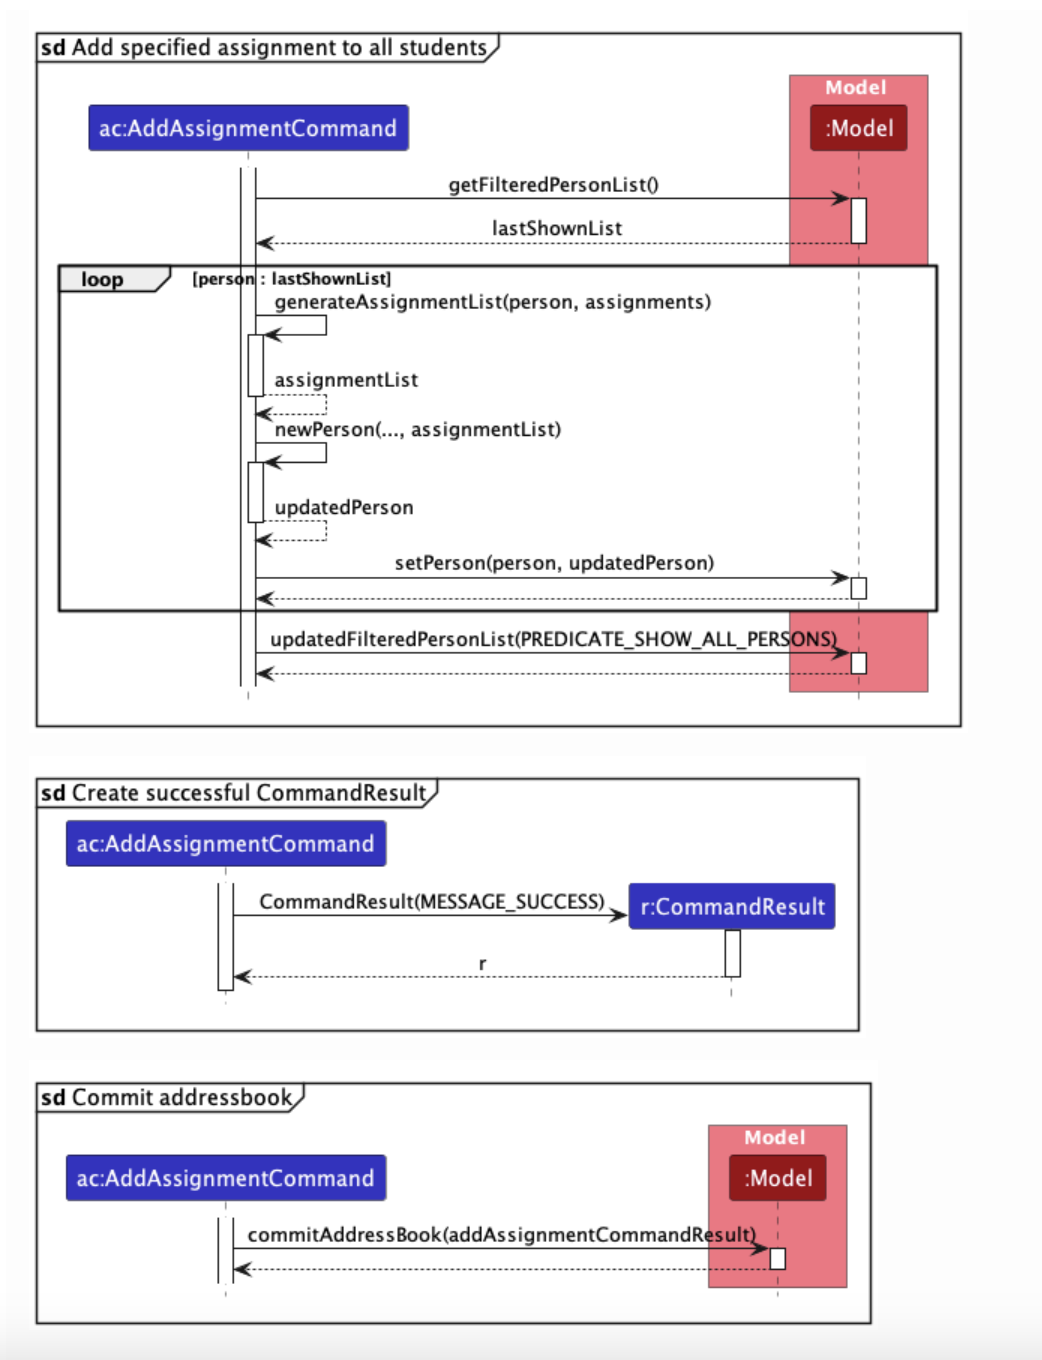 sd Add specified assignment to all students
Model
ac:AddAssignmentCommand
:Model
getFilteredPersonList()
lastShownList
loop
[person : lastShownList]
generateAssignmentList(person, assignments)
assignmentList
newPerson(..., assignmentList)
updatedPerson
setPerson(person, updatedPerson)
updatedFilteredPersonList(PREDICATE_SHOW_ALL_PERSONS)
sd Create successful CommandResult
ac:AddAssignmentCommand
CommandResult(MESSAGE_SUCCESS)
r:CommandResult
r
sd Commit addressbook
Model
ac:AddAssignmentCommand
:Model
commitAddressBook(addAssignmentCommandResult)